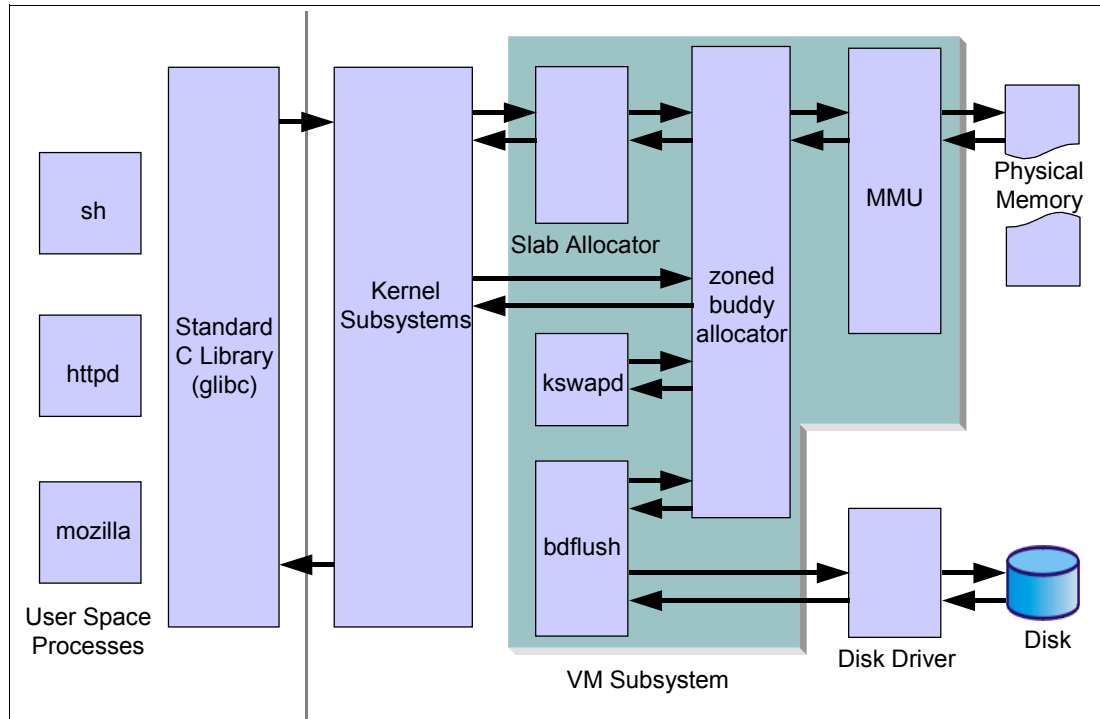 sh
httpd
mozilla
User Space
Processes
Standard
C Library
(glibc)
Kernel
Subsystems
Slab Allocator
kswapd
bdflush
zoned
buddy
allocator
MMU
Physical
Memory
VM Subsystem
Disk Driver
Disk